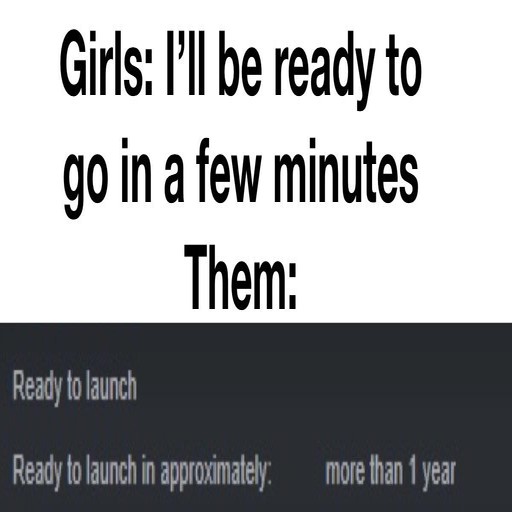 Girls: I’ll be ready to
go in a few minutes
Them:
Ready to launch
Ready to launch in approximately: more than 1 year